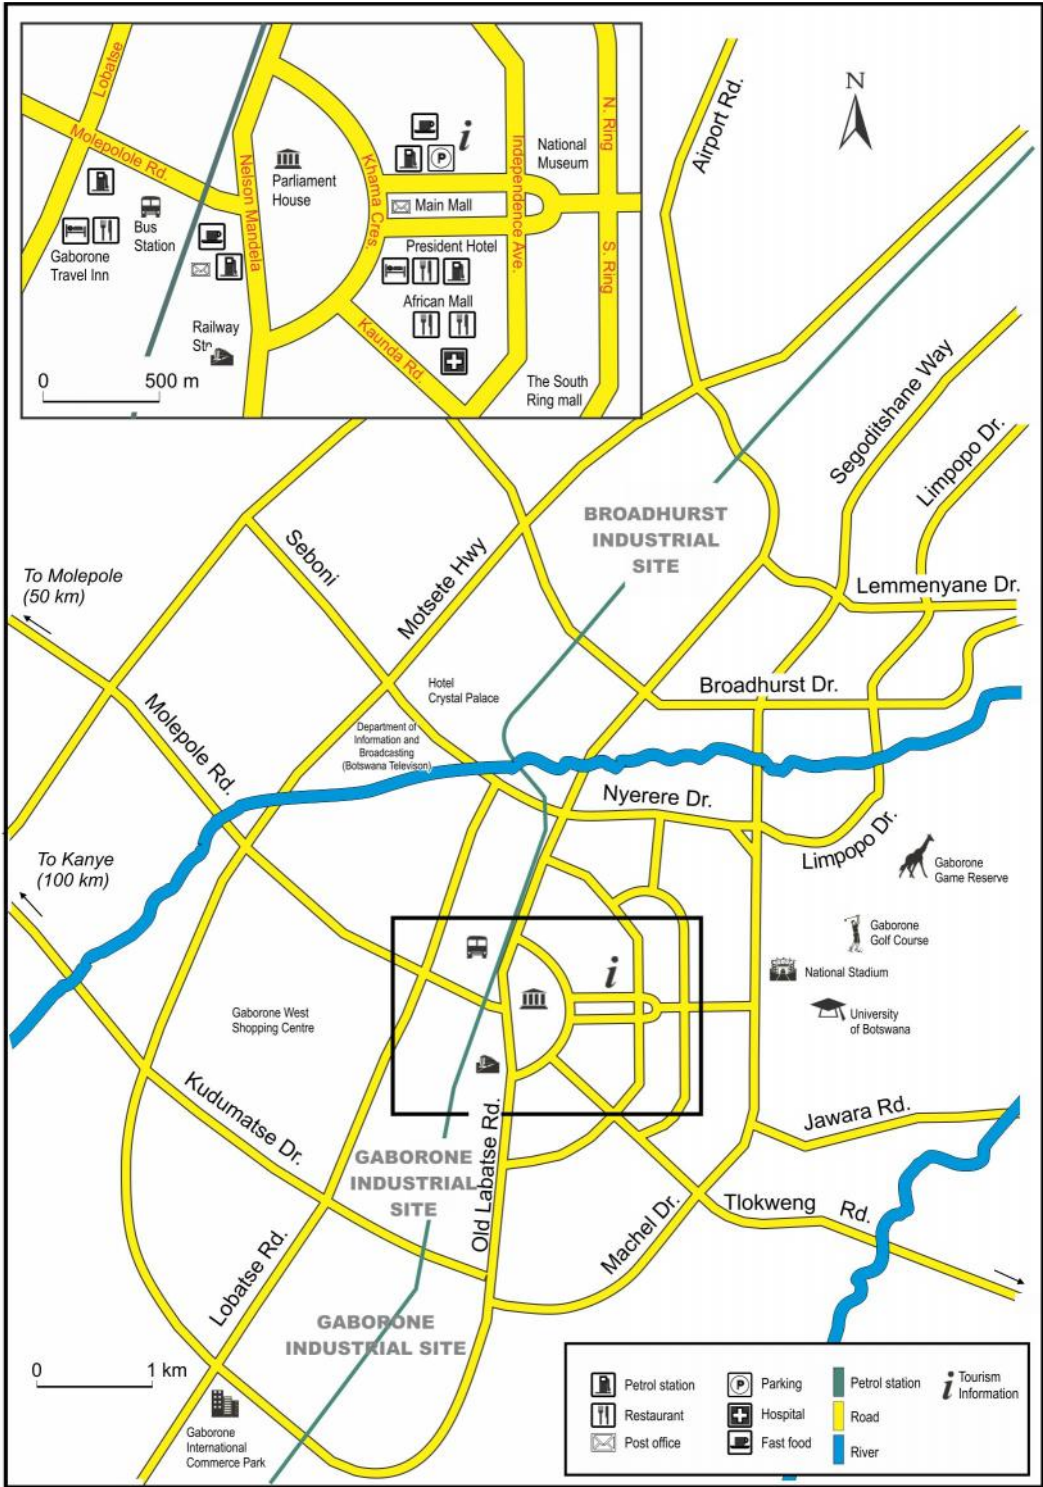 Lobatse
Molepolole Rd.
Nelson Mandela
Parliament
House
Khama Cres.
i
P
Independence Ave.
National
Museum
N. Ring
S. Ring
Main Mall
Bus
Station
Gaborone
Travel Inn
President Hotel
African Mall
Railway
Stn
Kaunda Rd.
The South
Ring mall
0
500 m
N
Airport Rd.
Segoditshane Way
Limpopo Dr.
BROADHURST
INDUSTRIAL
SITE
Seboni
Motsete Hwy
To Molepole
(50 km)
Lemmenyane Dr.
Broadhurst Dr.
Hotel
Crystal Palace
Molepole Rd.
Department of
Information and
Broadcasting
(Botswana Televison)
Nyerere Dr.
Limpopo Dr.
To Kanye
(100 km)
Gaborone
Game Reserve
Gaborone
Golf Course
i
National Stadium
University
of Botswana
Gaborone West
Shopping Centre
Kudumatse Dr.
Jawara Rd.
GABORONE
INDUSTRIAL
SITE
Old Labatse Rd.
Tlokweng Rd.
Machel Dr.
Lobatse Rd.
GABORONE
INDUSTRIAL SITE
0
1 km
Gaborone
International
Commerce Park
Petrol station
Restaurant
Post office
P
Parking
Hospital
Fast food
Petrol station
Road
River
i
Tourism
Information